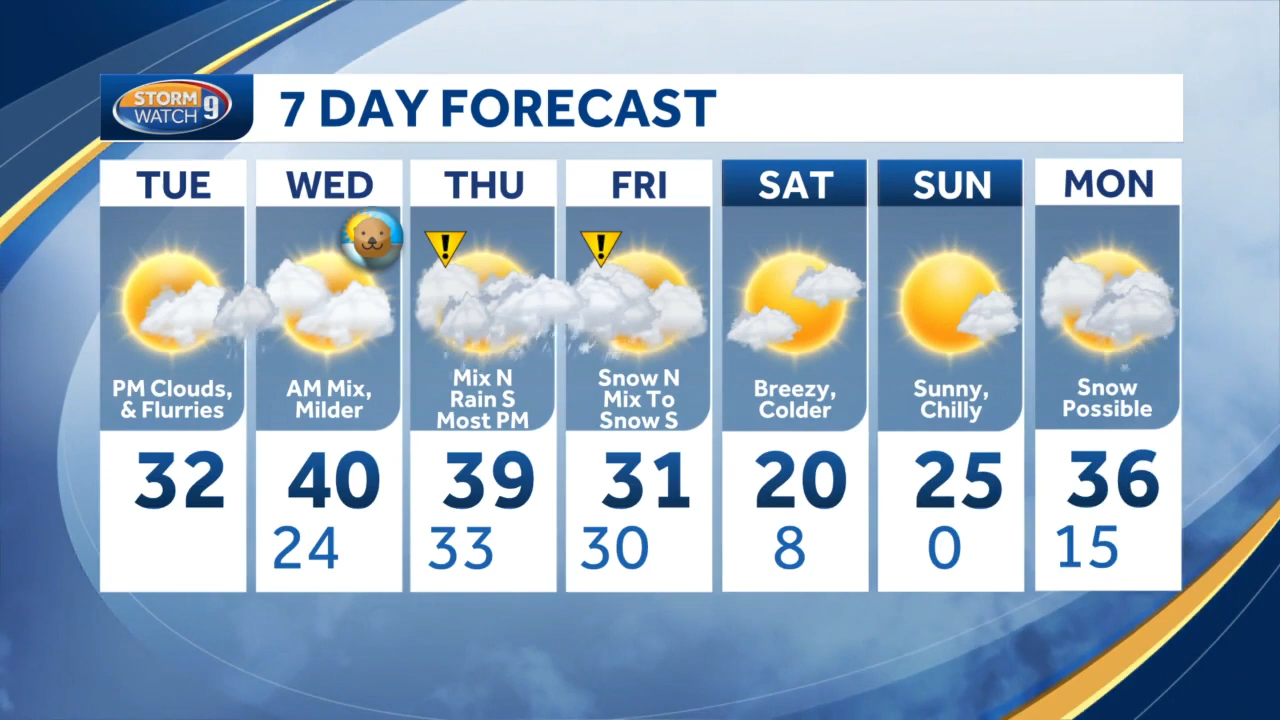 STORM
WATCH 9
7 DAY FORECAST
TUE
PM Clouds,
& Flurries
32
WED
AM Mix,
Milder
40
24
THU
!
Mix N
Rain S
Most PM
39
33
FRI
!
Snow N
Mix To
Snow S
31
30
SAT
Breezy,
Colder
20
8
SUN
Sunny,
Chilly
25
0
MON
Snow
Possible
36
15